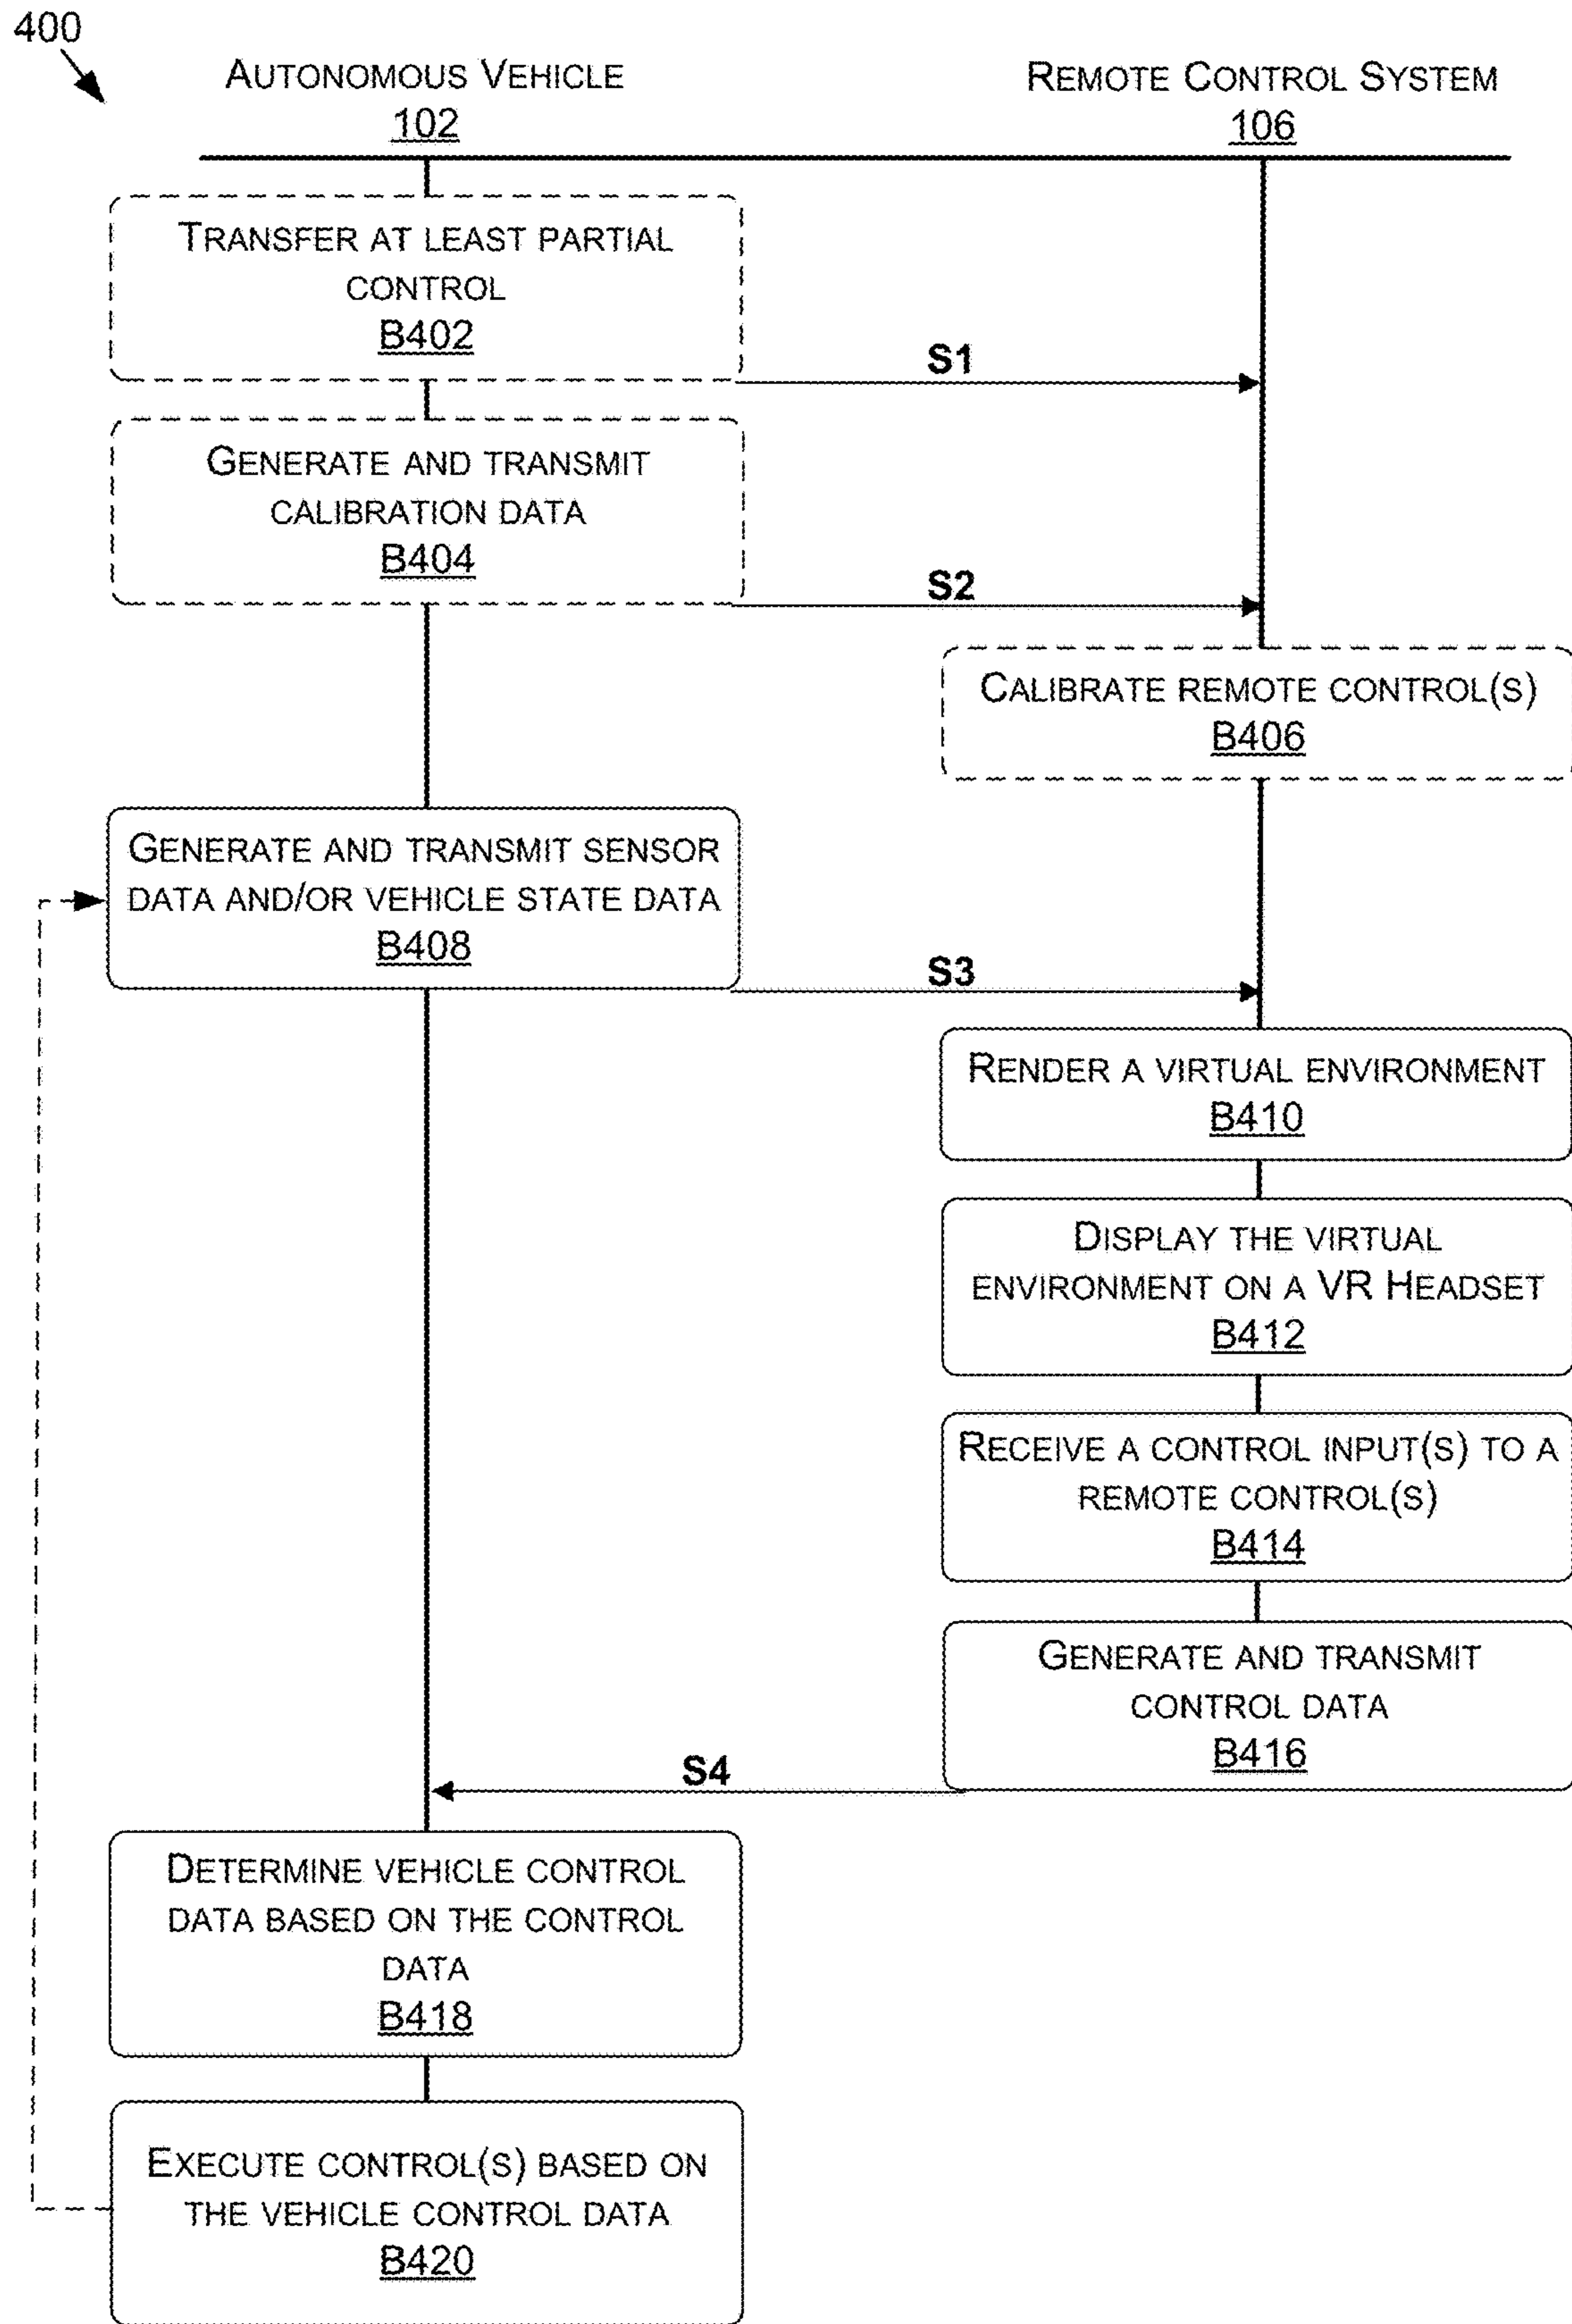 400
AUTONOMOUS VEHICLE
102
REMOTE CONTROL SYSTEM
106
TRANSFER AT LEAST PARTIAL
CONTROL
B402
S1
GENERATE AND TRANSMIT
CALIBRATION DATA
B404
S2
CALIBRATE REMOTE CONTROL(S)
B406
GENERATE AND TRANSMIT SENSOR
DATA AND/OR VEHICLE STATE DATA
B408
S3
RENDER A VIRTUAL ENVIRONMENT
B410
DISPLAY THE VIRTUAL
ENVIRONMENT ON A VR HEADSET
B412
RECEIVE A CONTROL INPUT(S) TO A
REMOTE CONTROL(S)
B414
GENERATE AND TRANSMIT
CONTROL DATA
B416
S4
DETERMINE VEHICLE CONTROL
DATA BASED ON THE CONTROL
DATA
B418
EXECUTE CONTROL(S) BASED ON
THE VEHICLE CONTROL DATA
B420